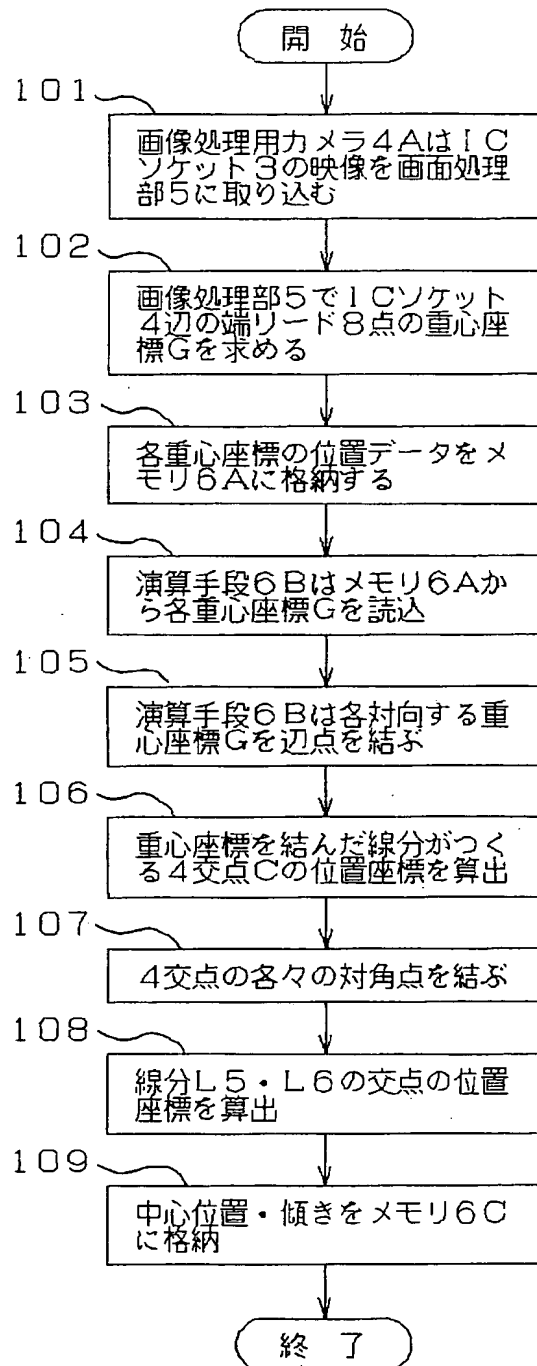 開 始
101
画像処理用カメラ4AはIC
ソケット3の映像を画面処理
部5に取り込む
102
画像処理部5でICソケット
4辺の端リード8点の重心座
標Gを求める
103
各重心座標の位置データをメ
モリ6Aに格納する
104
演算手段6Bはメモリ6Aか
ら各重心座標Gを読込
105
演算手段6Bは各対向する重
心座標Gを辺点を結ぶ
106
重心座標を結んだ線分がつく
る4交点Cの位置座標を算出
107
4交点の各々の対角点を結ぶ
108
線分L5・L6の交点の位置
座標を算出
109
中心位置・傾きをメモリ6C
に格納
終 了